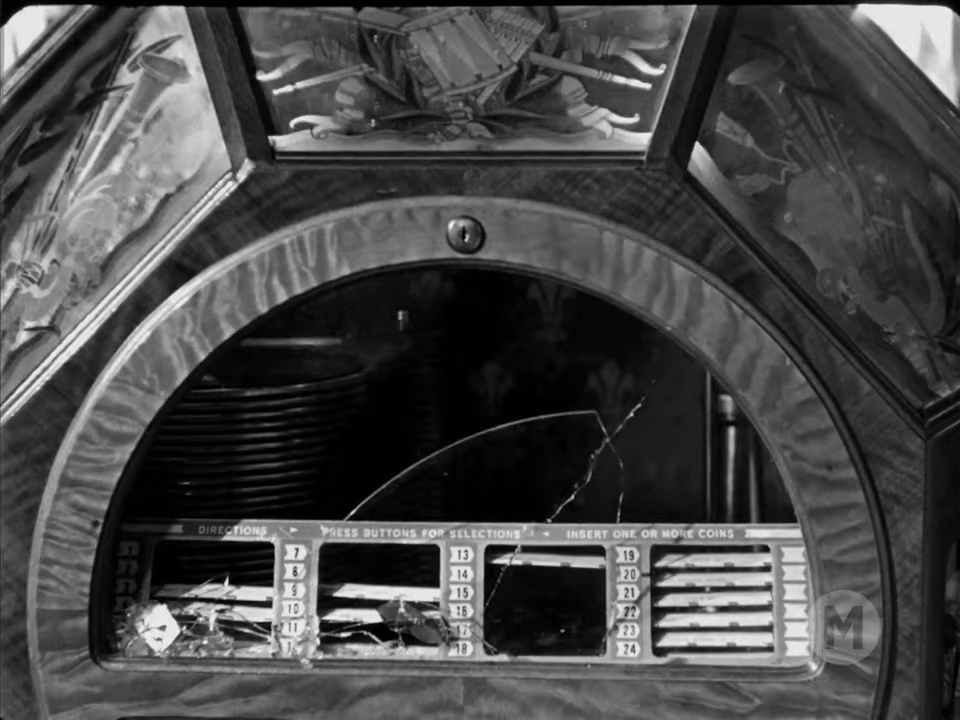 DIRECTIONS PRESS BUTTONS FOR SELECTIONS INSERT ONE OR MORE COINS
7 13 19
8 14 20
9 15 21
10 16 22
11 17 23
18 24
M